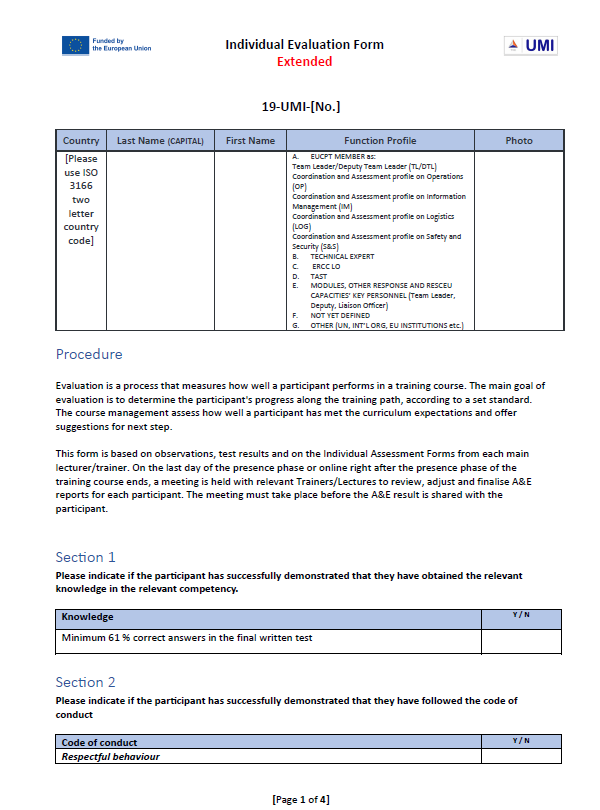 Funded by
the European Union
Individual Evaluation Form
Extended
UMI
19-UMI-[No.]
Country Last Name (CAPITAL) First Name Function Profile Photo
[Please
use ISO
3166
two
letter
country
code]
A. EUCPT MEMBER as:
Team Leader/Deputy Team Leader (TL/DTL)
Coordination and Assessment profile on Operations
(OP)
Coordination and Assessment profile on Information
Management (IM)
Coordination and Assessment profile on Logistics
(LOG)
Coordination and Assessment profile on Safety and
Security (S&S)
B. TECHNICAL EXPERT
C. ERCC LO
D. TAST
E. MODULES, OTHER RESPONSE AND RESCEU
CAPACITIES' KEY PERSONNEL (Team Leader,
Deputy, Liaison Officer)
F. NOT YET DEFINED
G. OTHER (UN, INT'L ORG, EU INSTITUTIONS etc.)
Procedure
Evaluation is a process that measures how well a participant performs in a training course. The main goal of
evaluation is to determine the participant's progress along the training path, according to a set standard.
The course management assess how well a participant has met the curriculum expectations and offer
suggestions for next step.
This form is based on observations, test results and on the Individual Assessment Forms from each main
lecturer/trainer. On the last day of the presence phase or online right after the presence phase of the
training course ends, a meeting is held with relevant Trainers/Lectures to review, adjust and finalise A&E
reports for each participant. The meeting must take place before the A&E result is shared with the
participant.
Section 1
Please indicate if the participant has successfully demonstrated that they have obtained the relevant
knowledge in the relevant competency.
Knowledge Y / N
Minimum 61 % correct answers in the final written test
Section 2
Please indicate if the participant has successfully demonstrated that they have followed the code of
conduct
Code of conduct Y / N
Respectful behaviour
[Page 1 of 4]